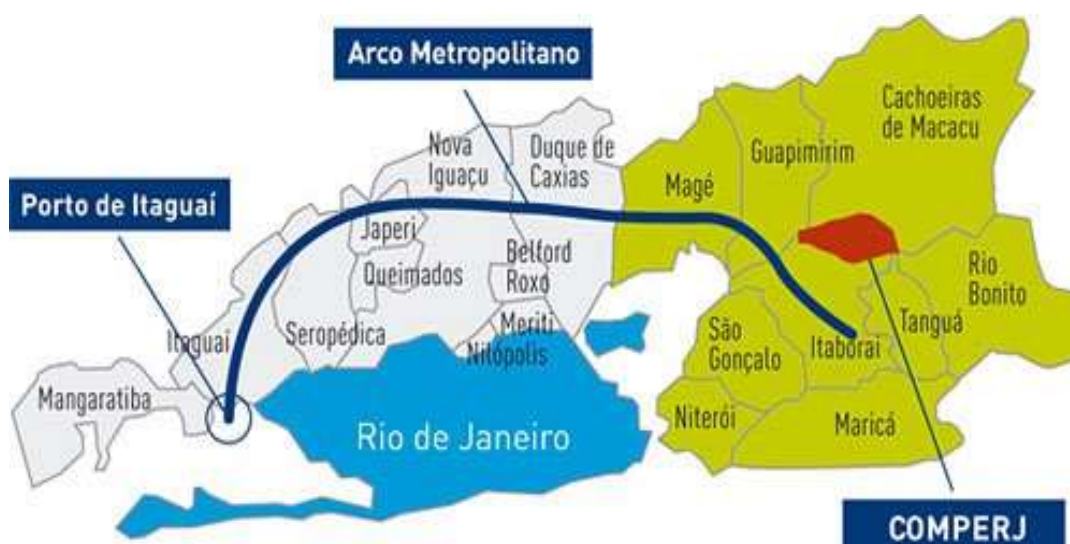 Arco Metropolitano
Cachoeiras
de Macacu
Nova
Iguaçu
Duque de
Caxias
Guapimirim
Magé
Porto de Itaguaí
Japeri
Belford
Roxo
Queimados
Rio
Bonito
Seropédica
Meriti
Nilópolis
São
Gonçalo
Itaboraí
Tanguá
Itaguai
Mangaratiba
Niterói
Maricá
Rio de Janeiro
COMPERJ